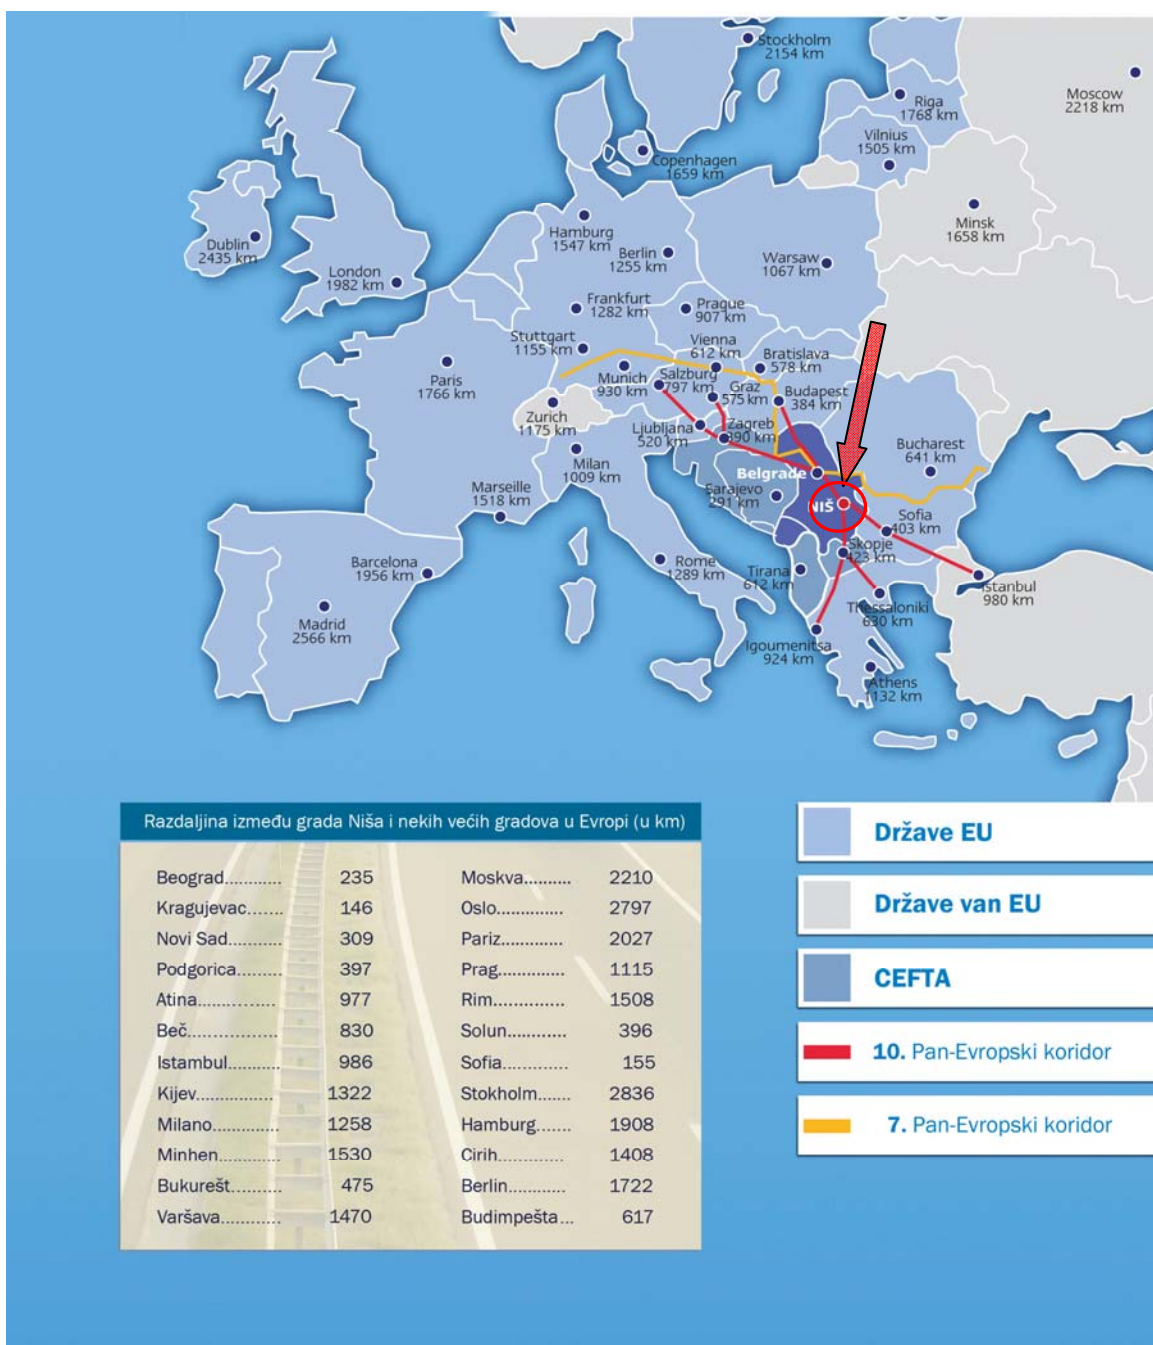 Stockholm
2154 km
Moscow
2218 km
Riga
1768 km
Vilnius
1505 km
Copenhagen
1659 km
Minsk
1658 km
Hamburg
1547 km
Dublin
2435 km
Berlin
1255 km
Warsaw
1067 km
London
1982 km
Frankfurt
1282 km
Prague
907 km
Stuttgart
1155 km
Vienna
612 km
Bratislava
578 km
Paris
1766 km
Munich
930 km
Salzburg
797 km
Graz
575 km
Budapest
384 km
Zurich
1175 km
Ljubljana
520 km
Zagreb
390 km
Bucharest
641 km
Milan
1009 km
Belgrade
Marseille
1518 km
Sarajevo
291 km
NIŠ
Sofia
403 km
Skopje
423 km
Barcelona
1956 km
Rome
1289 km
Tirana
612 km
Istanbul
980 km
Madrid
2566 km
Thessaloniki
630 km
Igoumenitsa
924 km
Athens
1132 km
Razdaljina između grada Niša i nekih većih gradova u Evropi (u km)
Beograd........... 235
Kragujevac....... 146
Novi Sad.......... 309
Podgorica......... 397
Atina................ 977
Beč.................. 830
Istambul........... 986
Kijev................. 1322
Milano.............. 1258
Minhen............. 1530
Bukurešt.......... 475
Varšava............ 1470
Moskva.......... 2210
Oslo.............. 2797
Pariz............. 2027
Prag.............. 1115
Rim............... 1508
Solun............ 396
Sofia............. 155
Stokholm....... 2836
Hamburg....... 1908
Cirih.............. 1408
Berlin............ 1722
Budimpešta... 617
Države EU
Države van EU
CEFTA
10. Pan-Evropski koridor
7. Pan-Evropski koridor